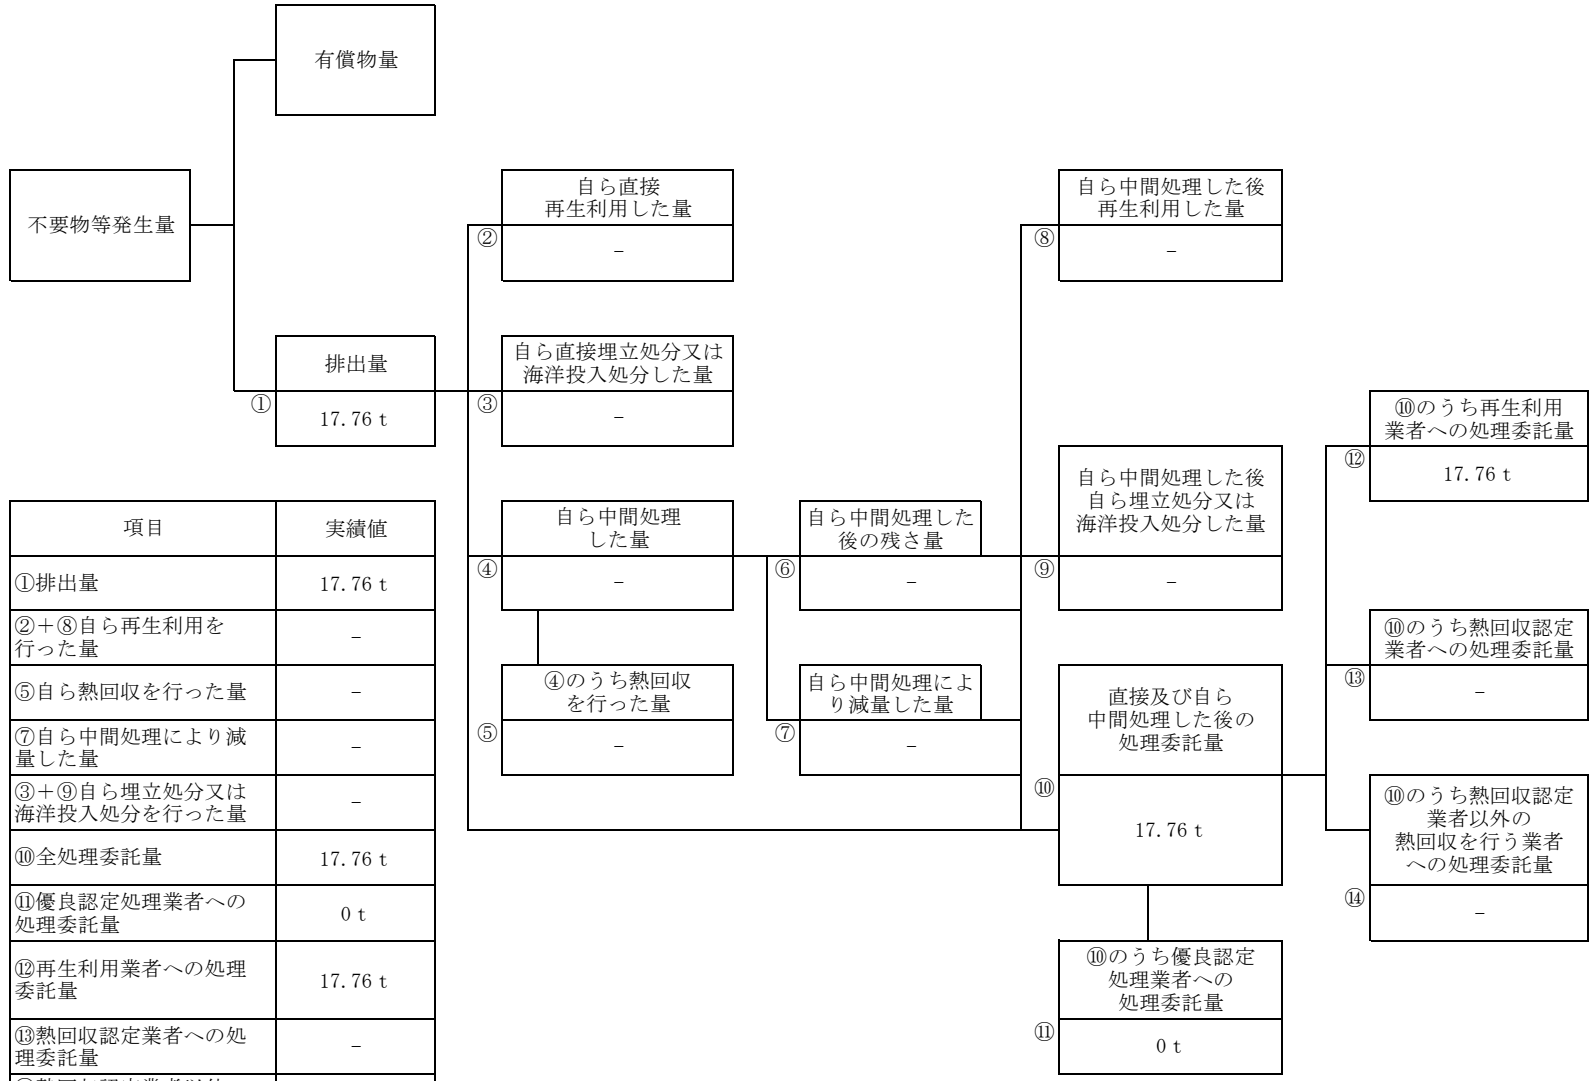 有償物量
不要物等発生量
自ら直接
再生利用した量
②
－
自ら中間処理した後
再生利用した量
⑧
－
排出量
①
17.76 t
自ら直接埋立処分又は
海洋投入処分した量
③
－
⑩のうち再生利用
業者への処理委託量
⑫
17.76 t
自ら中間処理
した量
④
－
自ら中間処理した
後の残さ量
⑥
－
自ら中間処理した後
自ら埋立処分又は
海洋投入処分した量
⑨
－
⑩のうち熱回収認定
業者への処理委託量
⑬
－
④のうち熱回収
を行った量
⑤
－
自ら中間処理によ
り減量した量
⑦
－
直接及び自ら
中間処理した後の
処理委託量
⑩
17.76 t
⑩のうち熱回収認定
業者以外の
熱回収を行う業者
への処理委託量
⑭
－
⑩のうち優良認定
処理業者への
処理委託量
⑪
0 t
項目 実績値
①排出量 17.76 t
②＋⑧自ら再生利用を
行った量 －
⑤自ら熱回収を行った量 －
⑦自ら中間処理により減
量した量 －
③＋⑨自ら埋立処分又は
海洋投入処分を行った量 －
⑩全処理委託量 17.76 t
⑪優良認定処理業者への
処理委託量 0 t
⑫再生利用業者への処理
委託量 17.76 t
⑬熱回収認定業者への処
理委託量 －